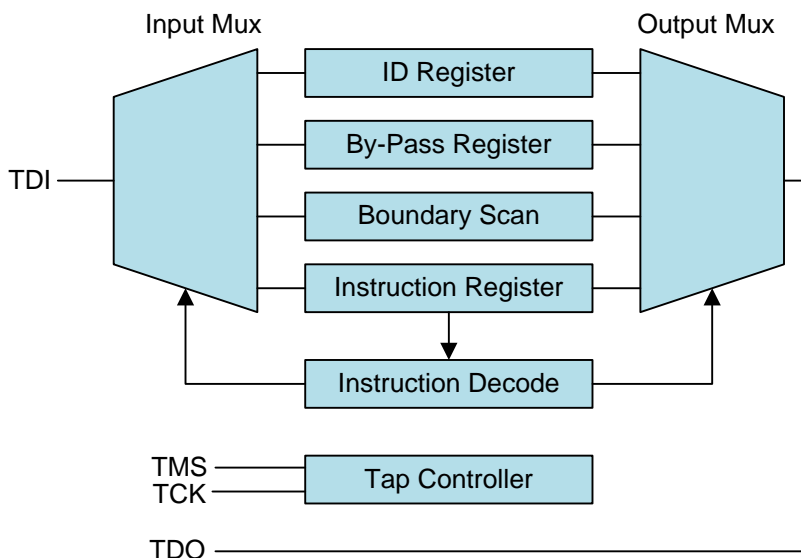 Input Mux
Output Mux
ID Register
By-Pass Register
TDI
Boundary Scan
Instruction Register
Instruction Decode
TMS
TCK
Tap Controller
TDO